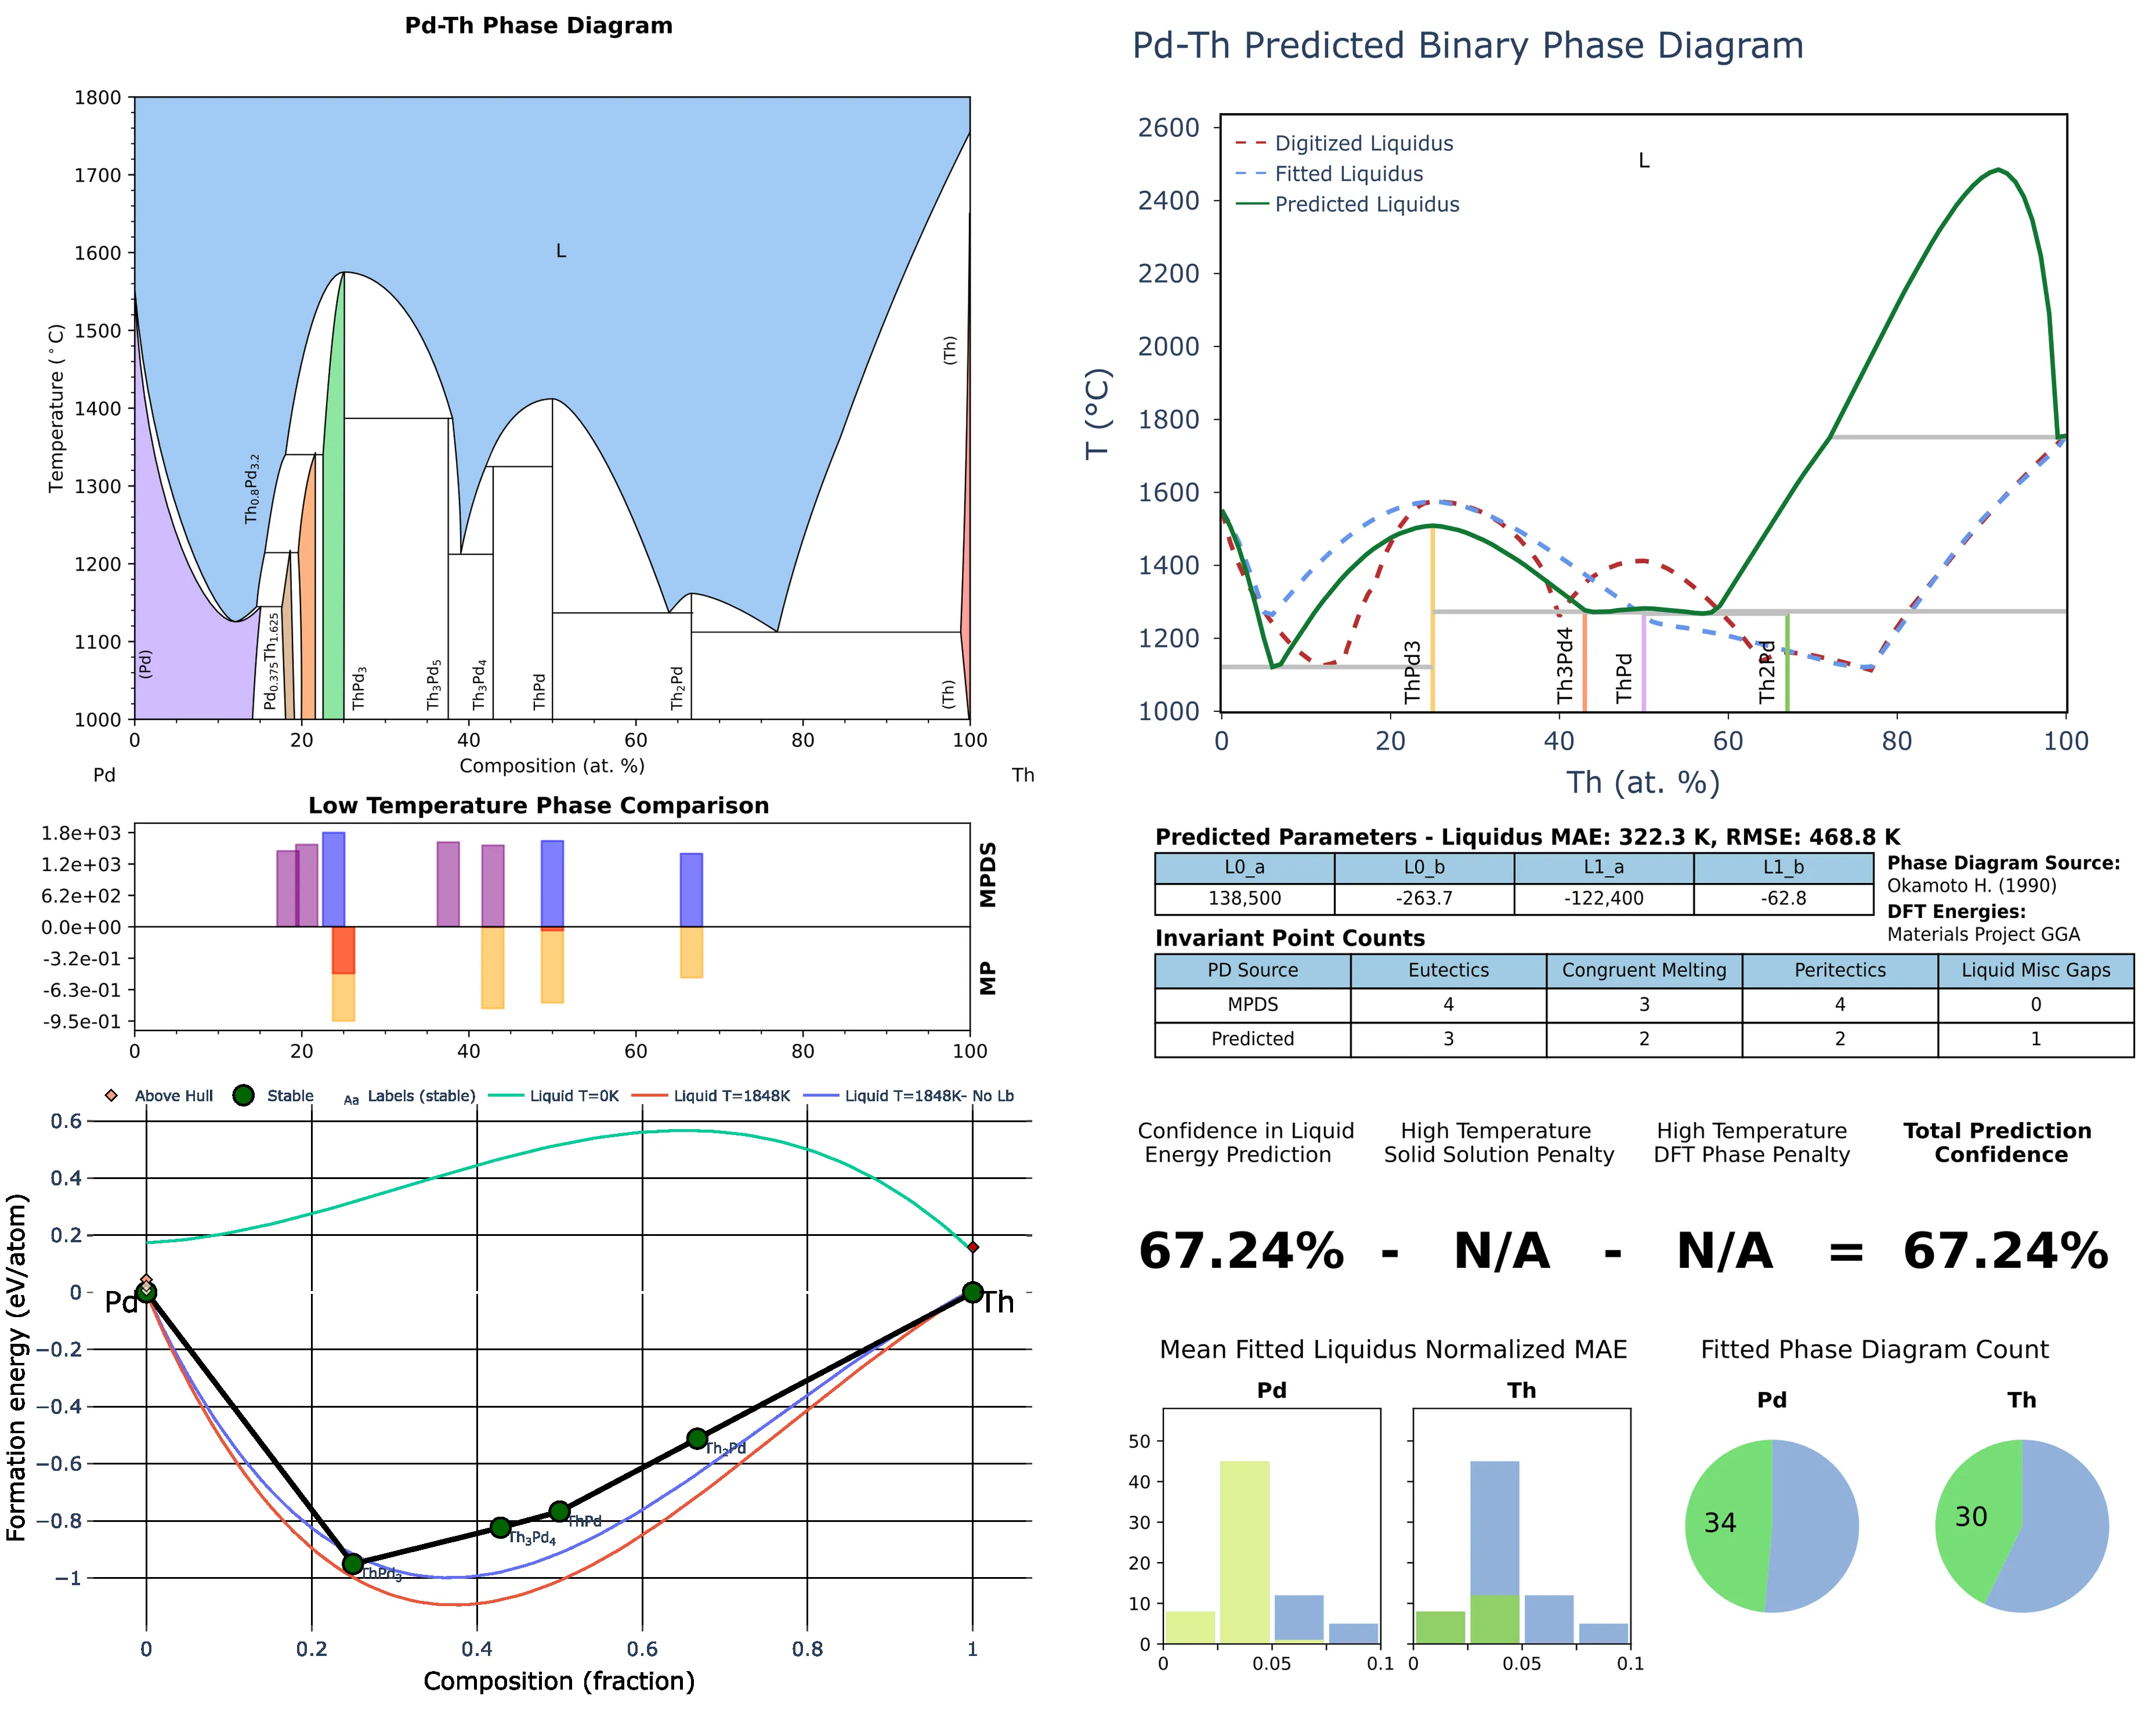 Pd-Th Phase Diagram
1800
1700
1600
1500
1400
1300
1200
1100
1000
Temperature (°C)
L
Th0.8Pd3.2
(Pd)
Pd0.375Th1.625
ThPd3
Th3Pd5
Th3Pd4
ThPd
Th2Pd
(Th)
(Th)
0 20 40 60 80 100
Composition (at. %)
Pd Th
Low Temperature Phase Comparison
1.8e+03
1.2e+03
6.2e+02
0.0e+00
-3.2e-01
-6.3e-01
-9.5e-01
MPDS
MP
0 20 40 60 80 100
Above Hull Stable Aa Labels (stable) Liquid T=0K Liquid T=1848K Liquid T=1848K- No Lb
0.6
0.4
0.2
0
−0.2
−0.4
−0.6
−0.8
−1
Formation energy (eV/atom)
Pd
Th
Th2Pd
ThPd
Th3Pd4
ThPd3
0 0.2 0.4 0.6 0.8 1
Composition (fraction)
Pd-Th Predicted Binary Phase Diagram
2600
2400
2200
2000
1800
1600
1400
1200
1000
T (°C)
Digitized Liquidus
Fitted Liquidus
Predicted Liquidus
L
ThPd3
Th3Pd4
ThPd
Th2Pd
0 20 40 60 80 100
Th (at. %)
Predicted Parameters - Liquidus MAE: 322.3 K, RMSE: 468.8 K
L0_a L0_b L1_a L1_b
138,500 -263.7 -122,400 -62.8
Phase Diagram Source:
Okamoto H. (1990)
DFT Energies:
Materials Project GGA
Invariant Point Counts
PD Source Eutectics Congruent Melting Peritectics Liquid Misc Gaps
MPDS 4 3 4 0
Predicted 3 2 2 1
Confidence in Liquid
Energy Prediction
High Temperature
Solid Solution Penalty
High Temperature
DFT Phase Penalty
Total Prediction
Confidence
67.24% - N/A - N/A = 67.24%
Mean Fitted Liquidus Normalized MAE
Pd Th
50
40
30
20
10
0
0 0.05 0.1
0 0.05 0.1
Fitted Phase Diagram Count
Pd Th
34
30